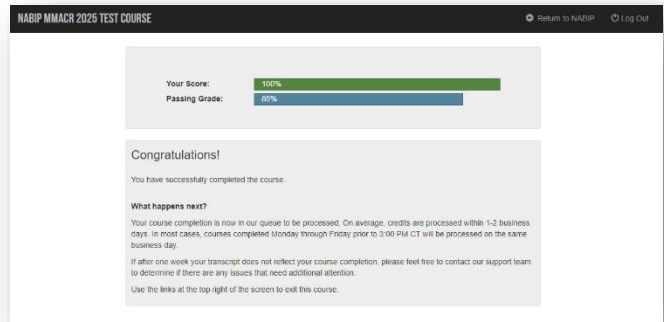 NABIP MMACR 2025 TEST COURSE
Return to NABIP Log Out
Your Score: 100%
Passing Grade: 85%
Congratulations!
You have successfully completed the course.
What happens next?
Your course completion is now in our queue to be processed. On average, credits are processed within 1-2 business
days. In most cases, courses completed Monday through Friday prior to 3:00 PM CT will be processed on the same
business day.
If after one week your transcript does not reflect your course completion, please feel free to contact our support team
to determine if there are any issues that need additional attention.
Use the links at the top right of the screen to exit this course.